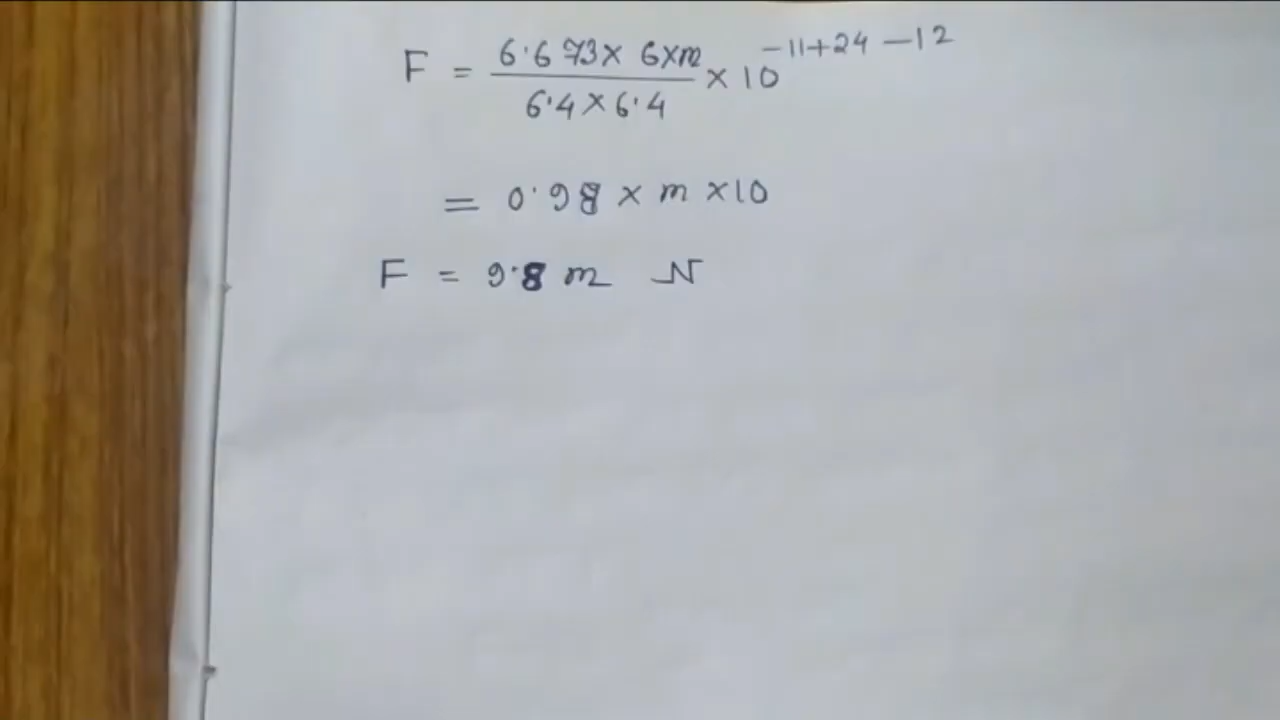 F = 6.673 × 6 × m / 6.4 × 6.4 × 10^-11+24-12
= 0.98 × m × 10
F = 9.8 m N